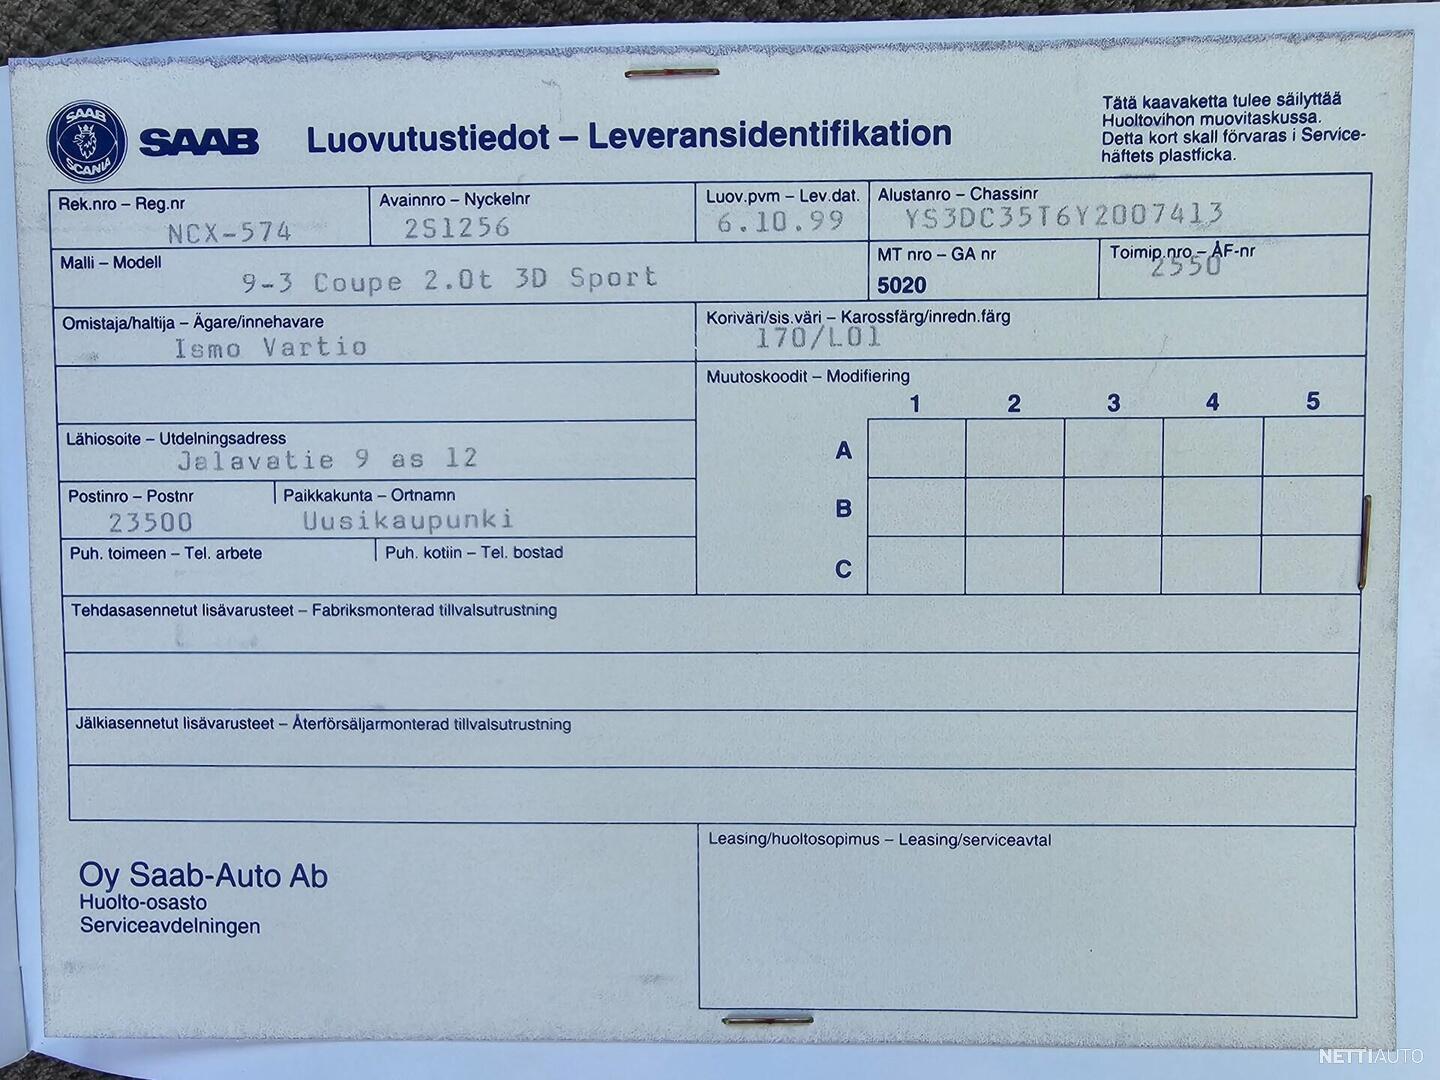 SAAB
SCANIA
SAAB
Luovutustiedot – Leveransidentifikation
Tätä kaavaketta tulee säilyttää
Huoltovihon muovitaskussa.
Detta kort skall förvaras i Service-
häftets plastficka.
Rek.nro – Reg.nr
NCX-574
Avainnro – Nyckelnr
2S1256
Luov.pvm – Lev.dat.
6.10.99
Alustanro – Chassinr
YS3DC35T6Y2007413
Malli – Modell
9-3 Coupe 2.0t 3D Sport
MT nro – GA nr
5020
Toimip.nro – ÅF-nr
2550
Omistaja/haltija – Ägare/innehavare
Ismo Vartio
Koriväri/sis.väri – Karossfärg/inredn.färg
170/L01
Muutoskoodit – Modifiering
1 2 3 4 5
A
B
C
Lähiosoite – Utdelningsadress
Jalavatie 9 as 12
Postinro – Postnr
23500
Paikkakunta – Ortnamn
Uusikaupunki
Puh. toimeen – Tel. arbete
Puh. kotiin – Tel. bostad
Tehdasasennetut lisävarusteet – Fabriksmonterad tillvalsutrustning
Jälkiasennetut lisävarusteet – Återförsäljarmonterad tillvalsutrustning
Leasing/huoltosopimus – Leasing/serviceavtal
Oy Saab-Auto Ab
Huolto-osasto
Serviceavdelningen
NETTIAUTO